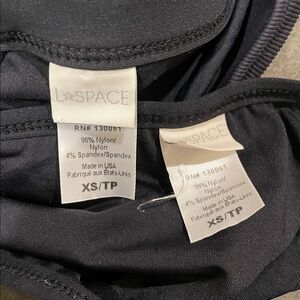 L*SPACE
RN# 130061
96% Nylon/
Nylon
4% Spandex/Spandex
Made in USA
Fabriqué aux États-Unis
XS/TP
SPACE
RN# 130061
96% Nylon/
Nylon
4% Spandex/Spandex
Made in USA
Fabriqué aux États-Unis
XS/TP